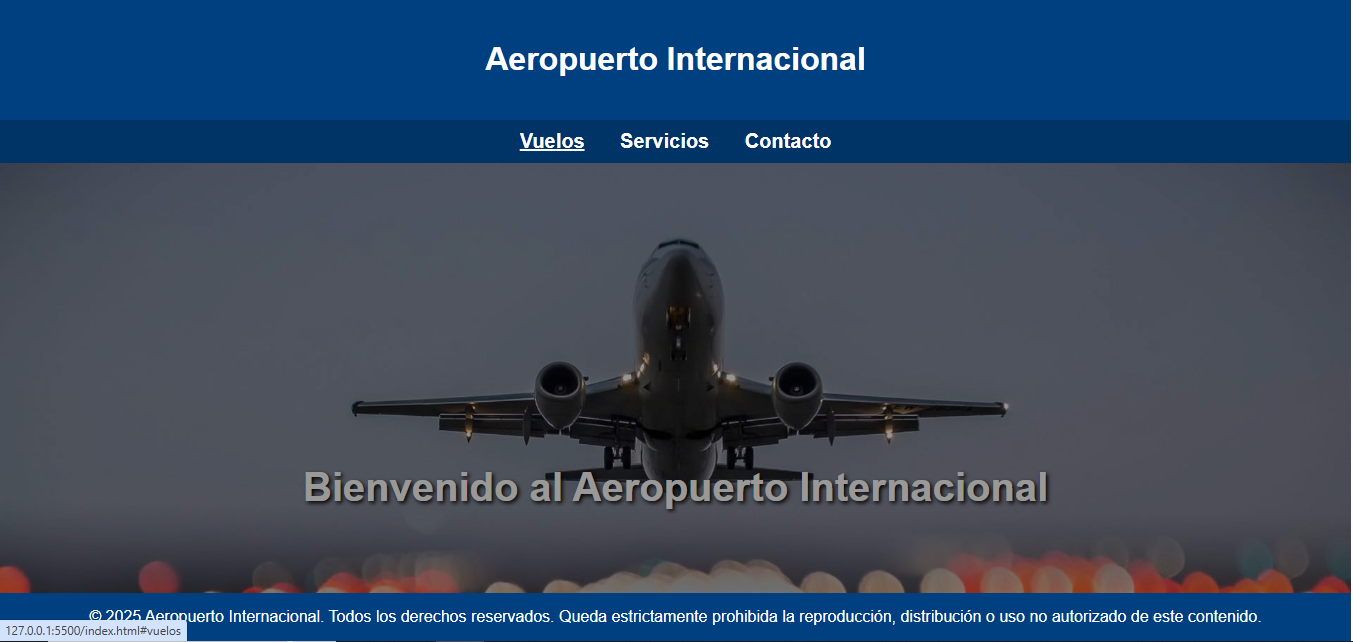 Aeropuerto Internacional
Vuelos Servicios Contacto
Bienvenido al Aeropuerto Internacional
© 2025 Aeropuerto Internacional. Todos los derechos reservados. Queda estrictamente prohibida la reproducción, distribución o uso no autorizado de este contenido.
127.0.0.1:5500/index.html#vuelos